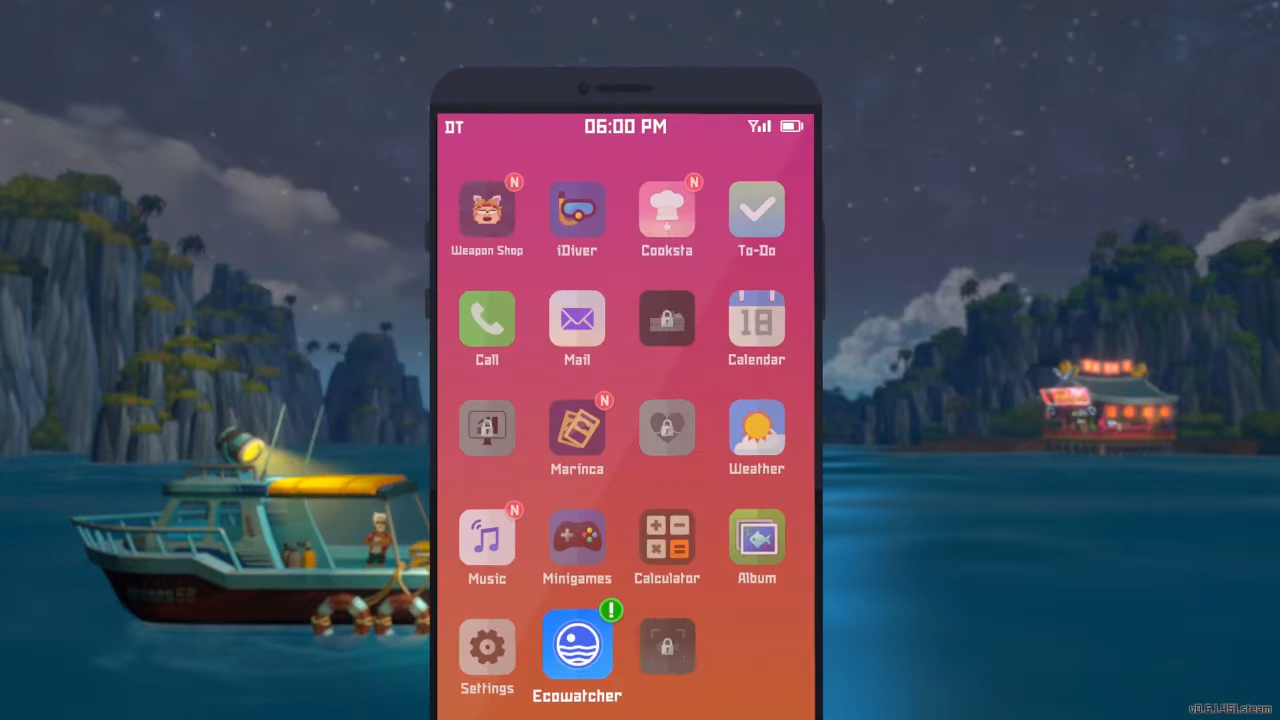 DT 06:00 PM
N N
Weapon Shop iDiver Cooksta To-Do
18
Call Mail Calendar
N
Marinca Weather
N
Music Minigames Calculator Album
!
Settings Ecowatcher
v0.6.1.451.steam